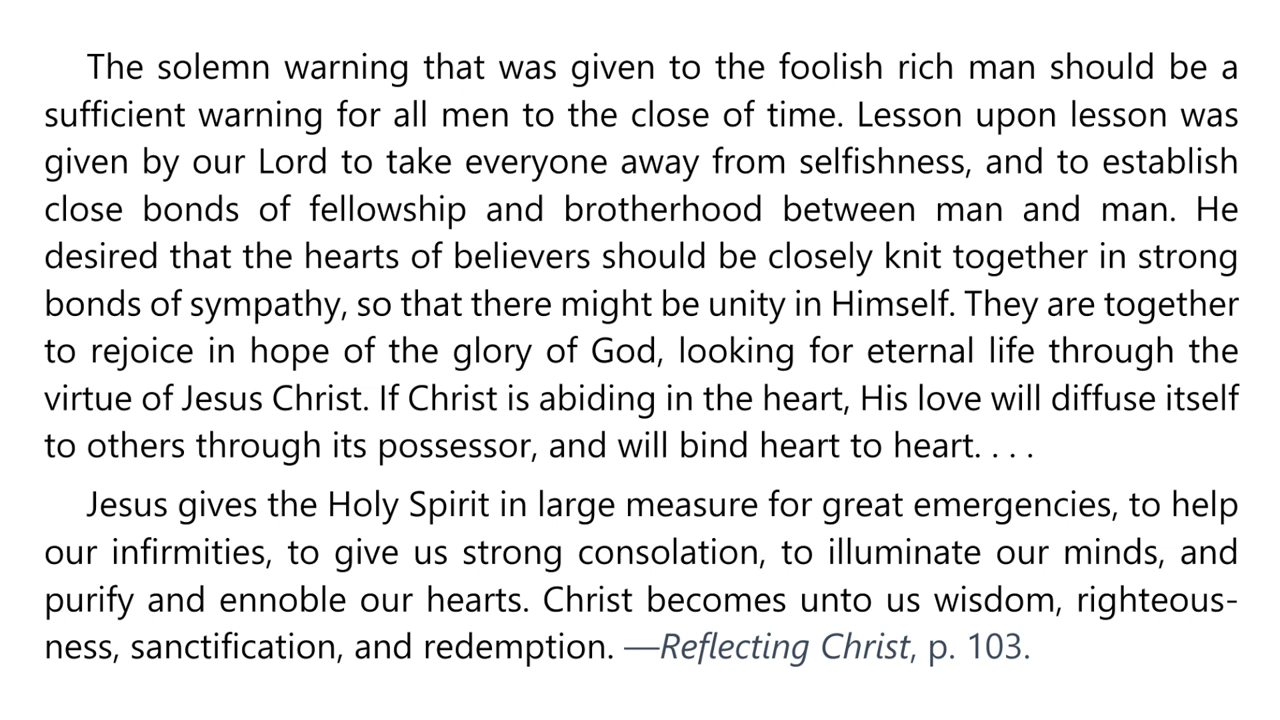 The solemn warning that was given to the foolish rich man should be a
sufficient warning for all men to the close of time. Lesson upon lesson was
given by our Lord to take everyone away from selfishness, and to establish
close bonds of fellowship and brotherhood between man and man. He
desired that the hearts of believers should be closely knit together in strong
bonds of sympathy, so that there might be unity in Himself. They are together
to rejoice in hope of the glory of God, looking for eternal life through the
virtue of Jesus Christ. If Christ is abiding in the heart, His love will diffuse itself
to others through its possessor, and will bind heart to heart. . . .
Jesus gives the Holy Spirit in large measure for great emergencies, to help
our infirmities, to give us strong consolation, to illuminate our minds, and
purify and ennoble our hearts. Christ becomes unto us wisdom, righteous-
ness, sanctification, and redemption. —Reflecting Christ, p. 103.